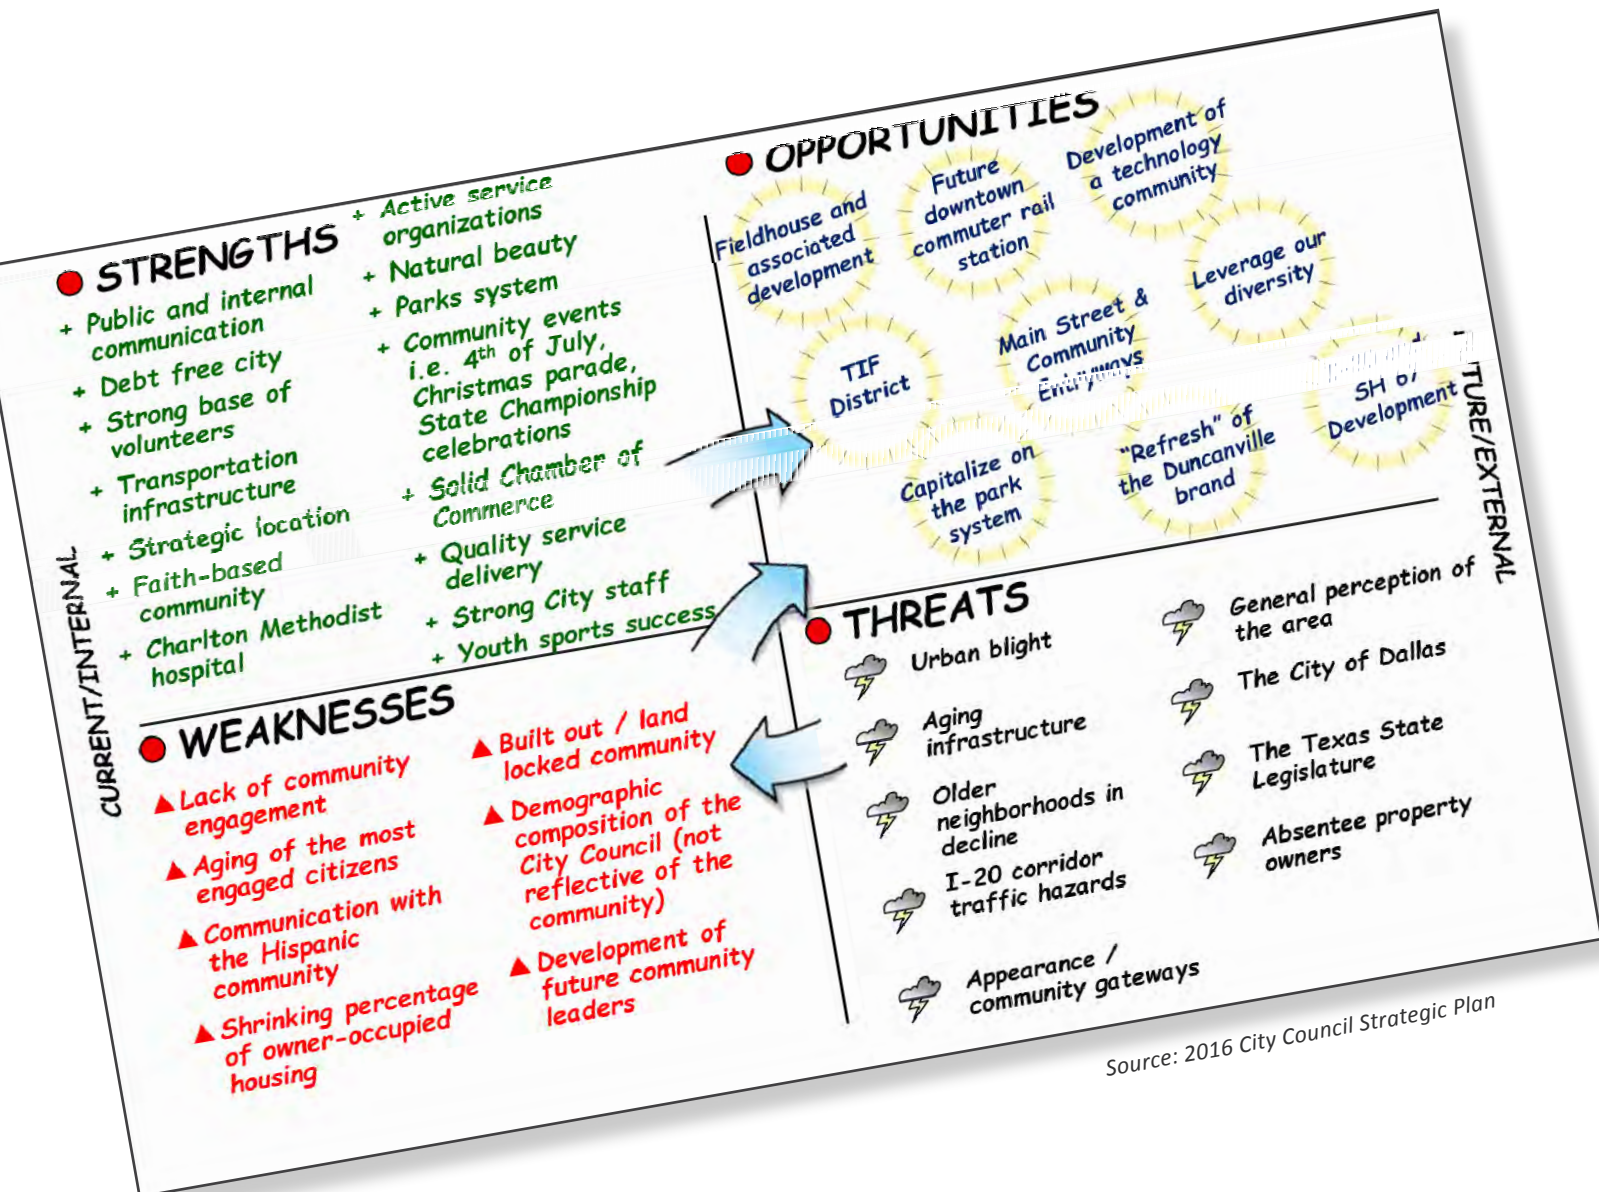 STRENGTHS
+ Public and internal
communication
+ Debt free city
+ Strong base of
volunteers
+ Transportation
infrastructure
+ Strategic location
+ Faith-based
community
+ Charlton Methodist
hospital
+ Active service
organizations
+ Natural beauty
+ Parks system
+ Community events
i.e. 4th of July,
Christmas parade,
State Championship
celebrations
+ Solid Chamber of
Commerce
+ Quality service
delivery
+ Strong City staff
+ Youth sports success
OPPORTUNITIES
Fieldhouse and
associated
development
Future
downtown
commuter rail
station
Development of
a technology
community
Leverage our
diversity
TIF
District
Main Street &
Community
Entryways
SH
Development
Capitalize on
the park
system
"Refresh" of
the Duncanville
brand
CURRENT/INTERNAL
EXTERNAL
WEAKNESSES
Lack of community
engagement
Aging of the most
engaged citizens
Communication with
the Hispanic
community
Shrinking percentage
of owner-occupied
housing
Built out / land
locked community
Demographic
composition of the
City Council (not
reflective of the
community)
Development of
future community
leaders
THREATS
Urban blight
Aging
infrastructure
Older
neighborhoods in
decline
I-20 corridor
traffic hazards
Appearance /
community gateways
General perception of
the area
The City of Dallas
The Texas State
Legislature
Absentee property
owners
Source: 2016 City Council Strategic Plan